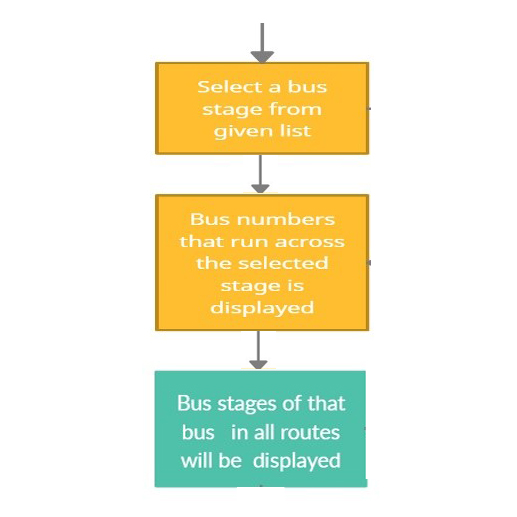 Select a bus
stage from
given list
Bus numbers
that run across
the selected
stage is
displayed
Bus stages of that
bus   in all routes
will be  displayed